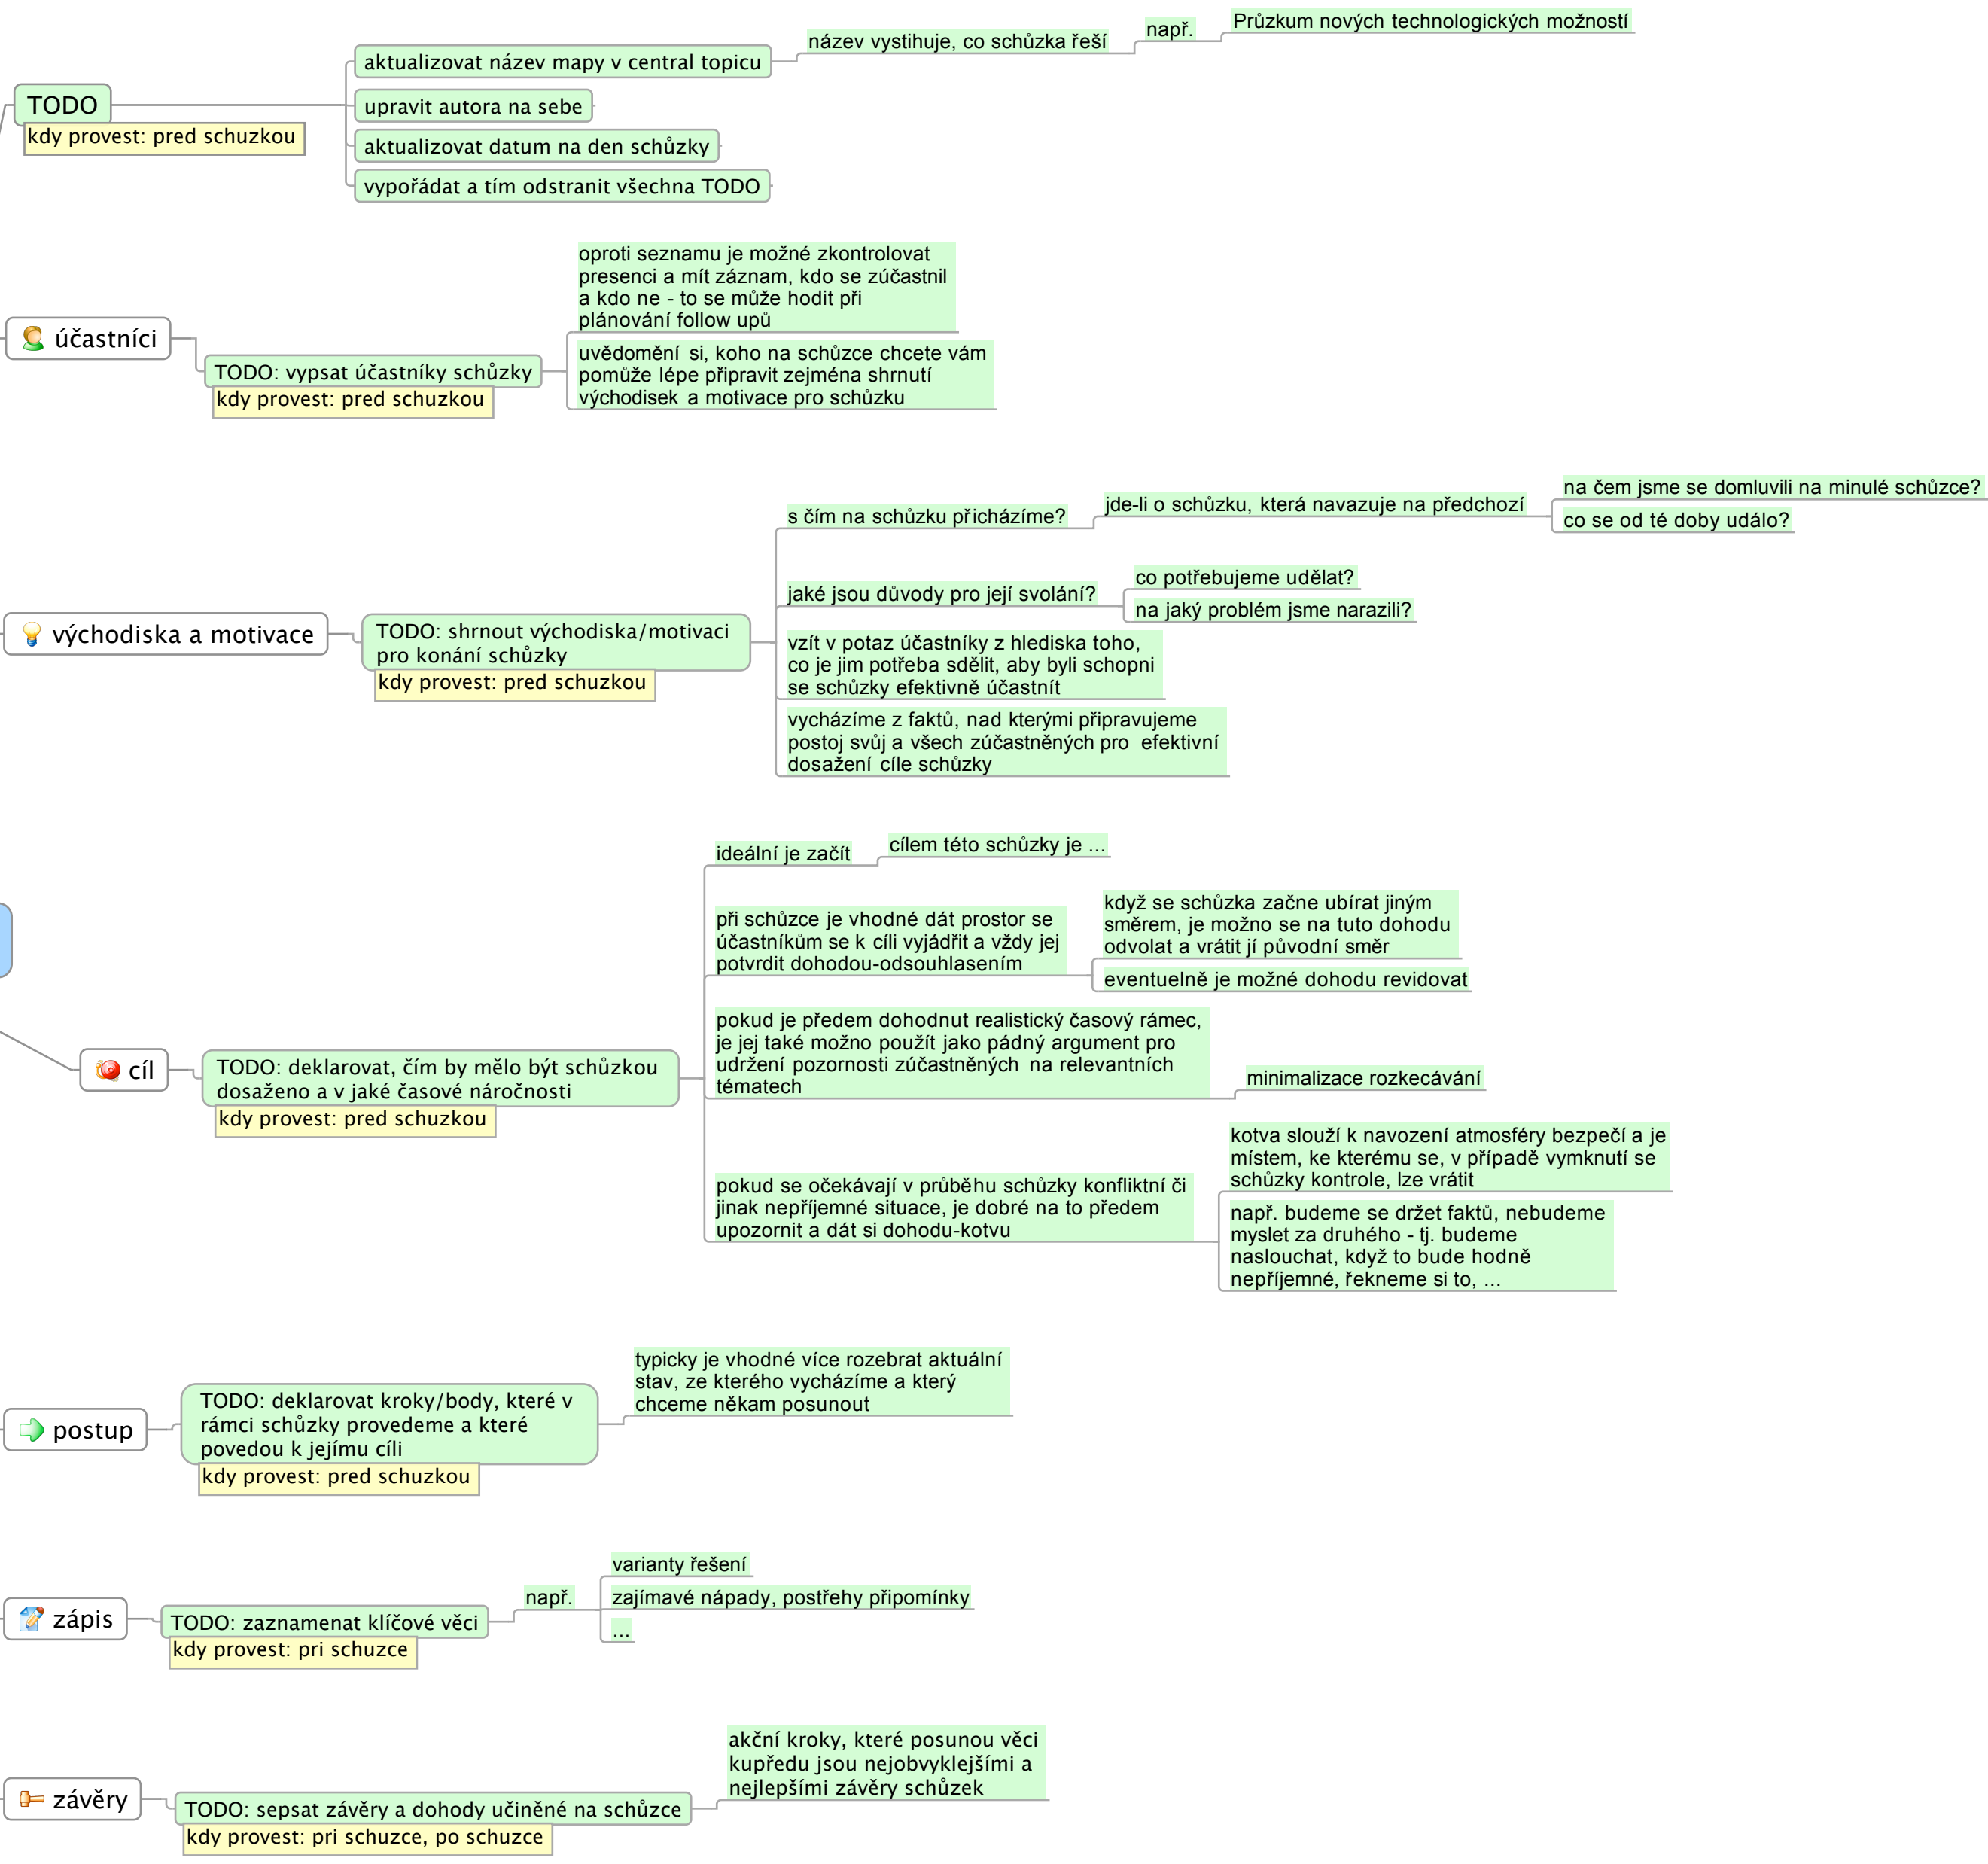 TODO
kdy provest: pred schuzkou
aktualizovat název mapy v central topicu
název vystihuje, co schůzka řeší
např.
Průzkum nových technologických možností
upravit autora na sebe
aktualizovat datum na den schůzky
vypořádat a tím odstranit všechna TODO
účastníci
TODO: vypsat účastníky schůzky
kdy provest: pred schuzkou
oproti seznamu je možné zkontrolovat
presenci a mít záznam, kdo se zúčastnil
a kdo ne - to se může hodit při
plánování follow upů
uvědomění si, koho na schůzce chcete vám
pomůže lépe připravit zejména shrnutí
východisek a motivace pro schůzku
východiska a motivace
TODO: shrnout východiska/motivaci
pro konání schůzky
kdy provest: pred schuzkou
s čím na schůzku přicházíme?
jde-li o schůzku, která navazuje na předchozí
na čem jsme se domluvili na minulé schůzce?
co se od té doby událo?
jaké jsou důvody pro její svolání?
co potřebujeme udělat?
na jaký problém jsme narazili?
vzít v potaz účastníky z hlediska toho,
co je jim potřeba sdělit, aby byli schopni
se schůzky efektivně účastnít
vycházíme z faktů, nad kterými připravujeme
postoj svůj a všech zúčastněných pro efektivní
dosažení cíle schůzky
cíl
TODO: deklarovat, čím by mělo být schůzkou
dosaženo a v jaké časové náročnosti
kdy provest: pred schuzkou
ideální je začít
cílem této schůzky je ...
při schůzce je vhodné dát prostor se
účastníkům se k cíli vyjádřit a vždy jej
potvrdit dohodou-odsouhlasením
když se schůzka začne ubírat jiným
směrem, je možno se na tuto dohodu
odvolat a vrátit jí původní směr
eventuelně je možné dohodu revidovat
pokud je předem dohodnut realistický časový rámec,
je jej také možno použít jako pádný argument pro
udržení pozornosti zúčastněných na relevantních
tématech
minimalizace rozkecávání
pokud se očekávají v průběhu schůzky konfliktní či
jinak nepříjemné situace, je dobré na to předem
upozornit a dát si dohodu-kotvu
kotva slouží k navození atmosféry bezpečí a je
místem, ke kterému se, v případě vymknutí se
schůzky kontrole, lze vrátit
např. budeme se držet faktů, nebudeme
myslet za druhého - tj. budeme
naslouchat, když to bude hodně
nepříjemné, řekneme si to, ...
postup
TODO: deklarovat kroky/body, které v
rámci schůzky provedeme a které
povedou k jejímu cíli
kdy provest: pred schuzkou
typicky je vhodné více rozebrat aktuální
stav, ze kterého vycházíme a který
chceme někam posunout
zápis
TODO: zaznamenat klíčové věci
kdy provest: pri schuzce
např.
varianty řešení
zajímavé nápady, postřehy připomínky
...
závěry
TODO: sepsat závěry a dohody učiněné na schůzce
kdy provest: pri schuzce, po schuzce
akční kroky, které posunou věci
kupředu jsou nejobvyklejšími a
nejlepšími závěry schůzek